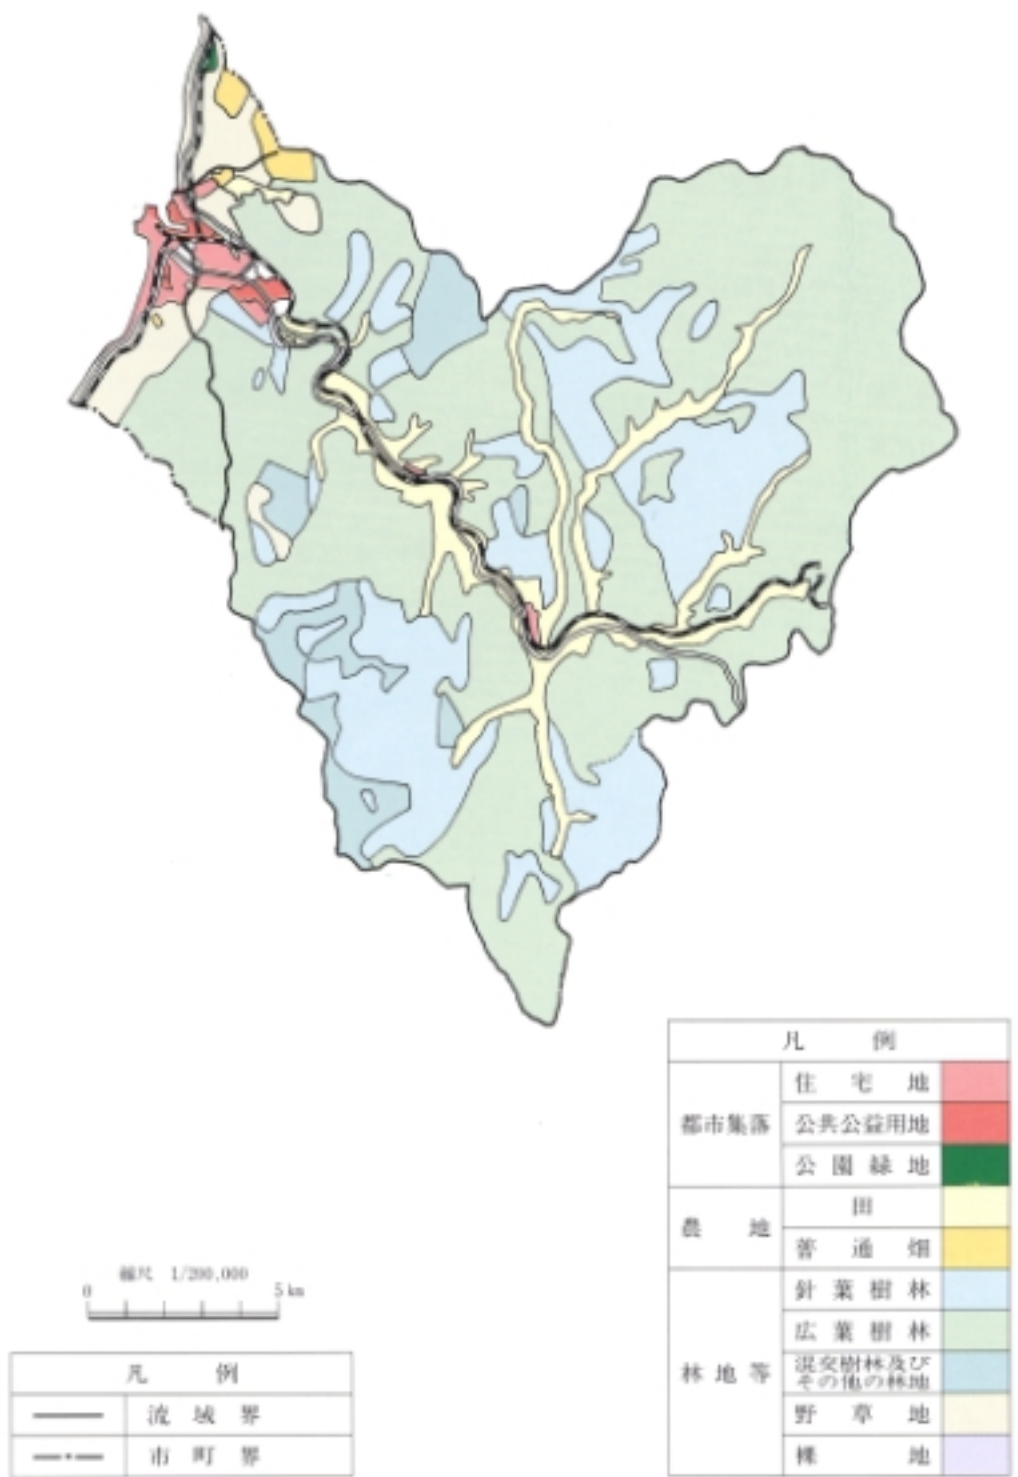 凡 例
都市集落
住 宅 地
公共公益用地
公 園 緑 地
農 地
田
普 通 畑
林 地 等
針 葉 樹 林
広 葉 樹 林
混交樹林及び
その他の林地
野 草 地
裸 地
縮尺 1/200,000
0 5 km
凡 例
流 域 界
市 町 界